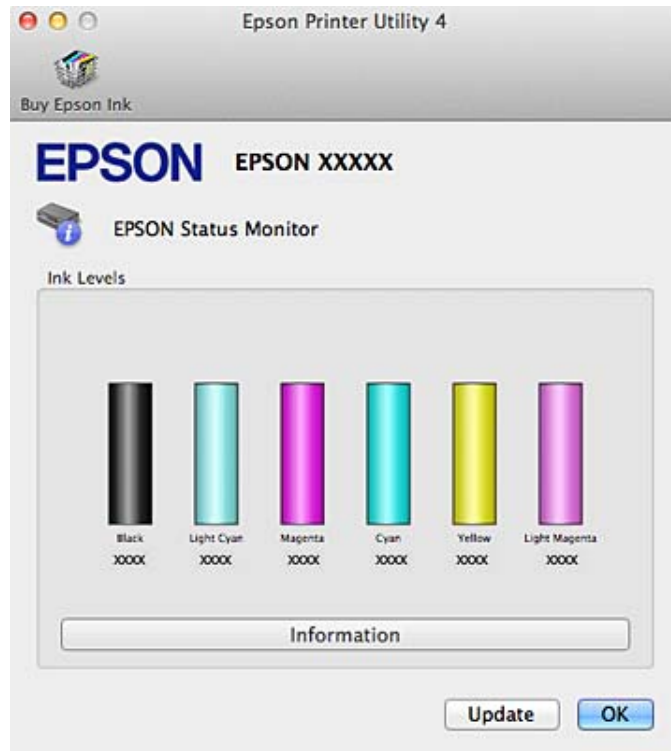 Epson Printer Utility 4
Buy Epson Ink
EPSON EPSON XXXXX
EPSON Status Monitor
Ink Levels
Black Light Cyan Magenta Cyan Yellow Light Magenta
XXXX XXXX XXXX XXXX XXXX XXXX
Information
Update OK